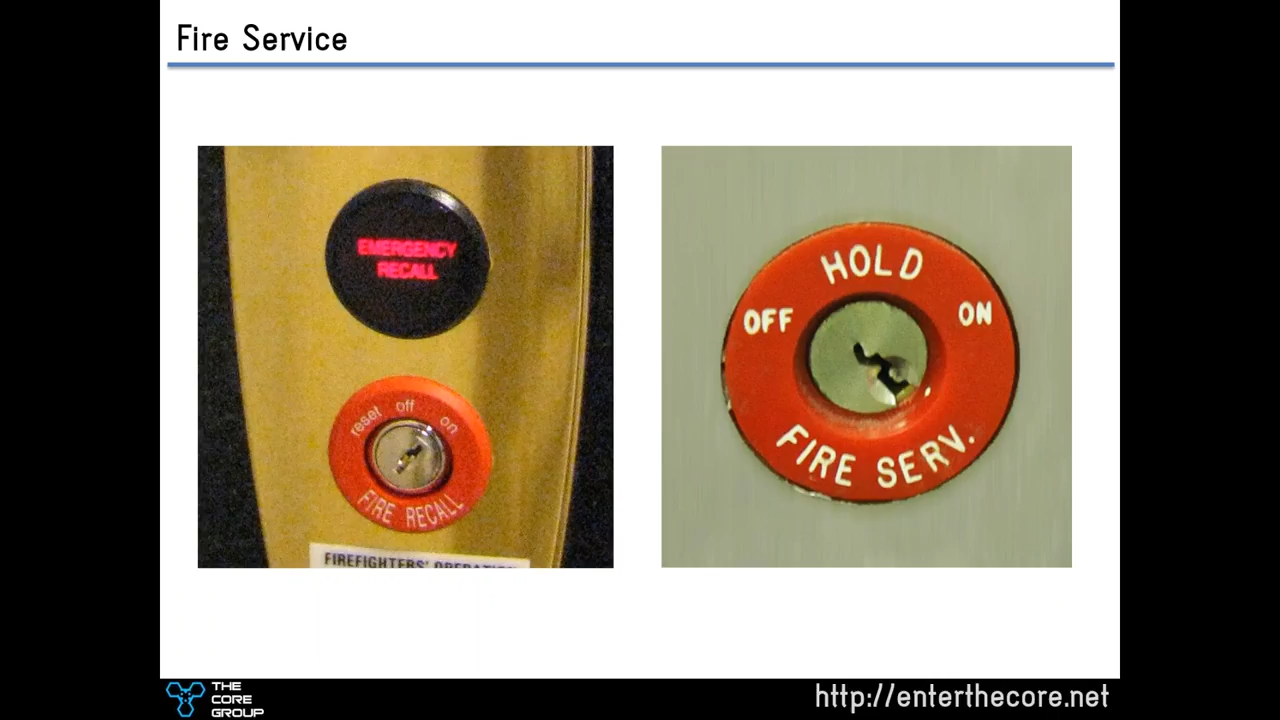 Fire Service
EMERGENCY
RECALL
reset off on
FIRE RECALL
FIREFIGHTERS' OPERATION
HOLD
OFF ON
FIRE SERV.
THE
CORE
GROUP
http://enterthecore.net